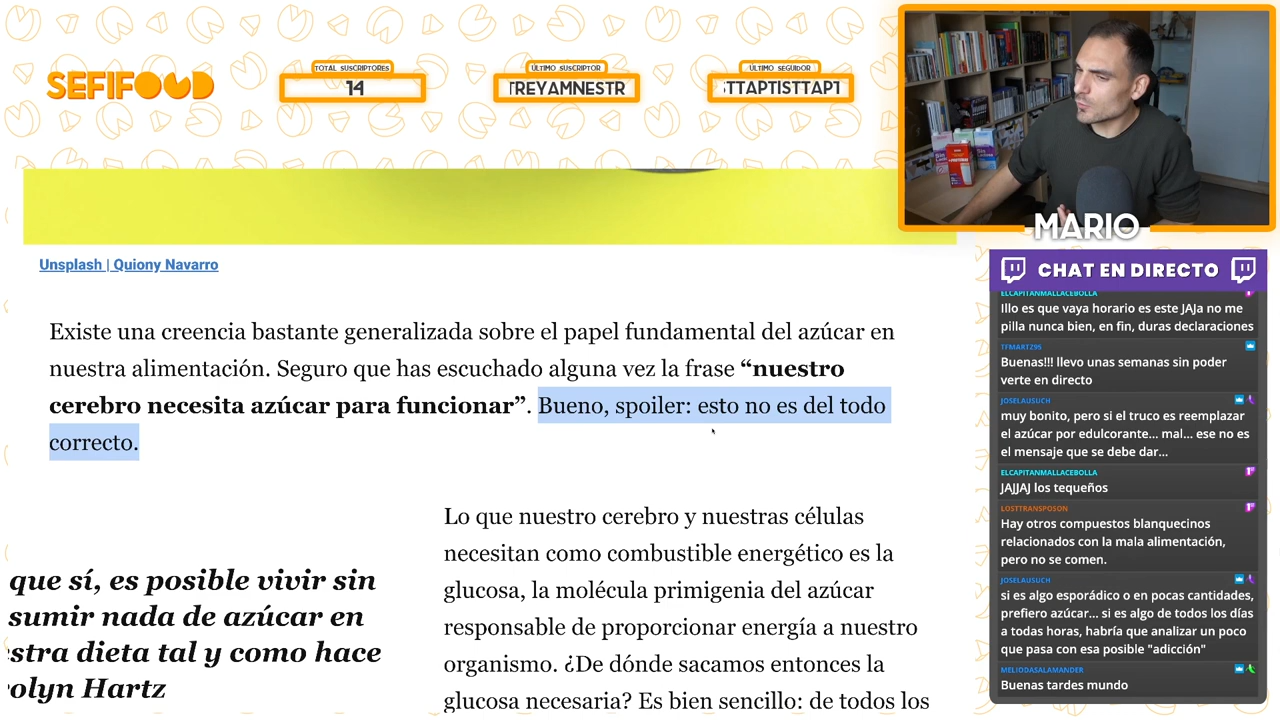 SEFIFOOD
TOTAL SUSCRIPTORES
14
ÚLTIMO SUSCRIPTOR
TREYAMNESTR
ÚLTIMO SEGUIDOR
TTAPTISTTAPT
MARIO
Unsplash | Quiony Navarro
Existe una creencia bastante generalizada sobre el papel fundamental del azúcar en
nuestra alimentación. Seguro que has escuchado alguna vez la frase “nuestro
cerebro necesita azúcar para funcionar”. Bueno, spoiler: esto no es del todo
correcto.
que sí, es posible vivir sin
sumir nada de azúcar en
stra dieta tal y como hace
olyn Hartz
Lo que nuestro cerebro y nuestras células
necesitan como combustible energético es la
glucosa, la molécula primigenia del azúcar
responsable de proporcionar energía a nuestro
organismo. ¿De dónde sacamos entonces la
glucosa necesaria? Es bien sencillo: de todos los
CHAT EN DIRECTO
ELCAPITANMALLACEBOLLA
Illo es que vaya horario es este JAJa no me
pilla nunca bien, en fin, duras declaraciones
TFMARTZ95
Buenas!!! llevo unas semanas sin poder
verte en directo
JOSELAUSUCH
muy bonito, pero si el truco es reemplazar
el azúcar por edulcorante... mal... ese no es
el mensaje que se debe dar...
ELCAPITANMALLACEBOLLA
JAJJAJ los tequeños
LOSTTRANSPOSON
Hay otros compuestos blanquecinos
relacionados con la mala alimentación,
pero no se comen.
JOSELAUSUCH
si es algo esporádico o en pocas cantidades,
prefiero azúcar... si es algo de todos los días
a todas horas, habría que analizar un poco
que pasa con esa posible "adicción"
MELIODASALAMANDER
Buenas tardes mundo